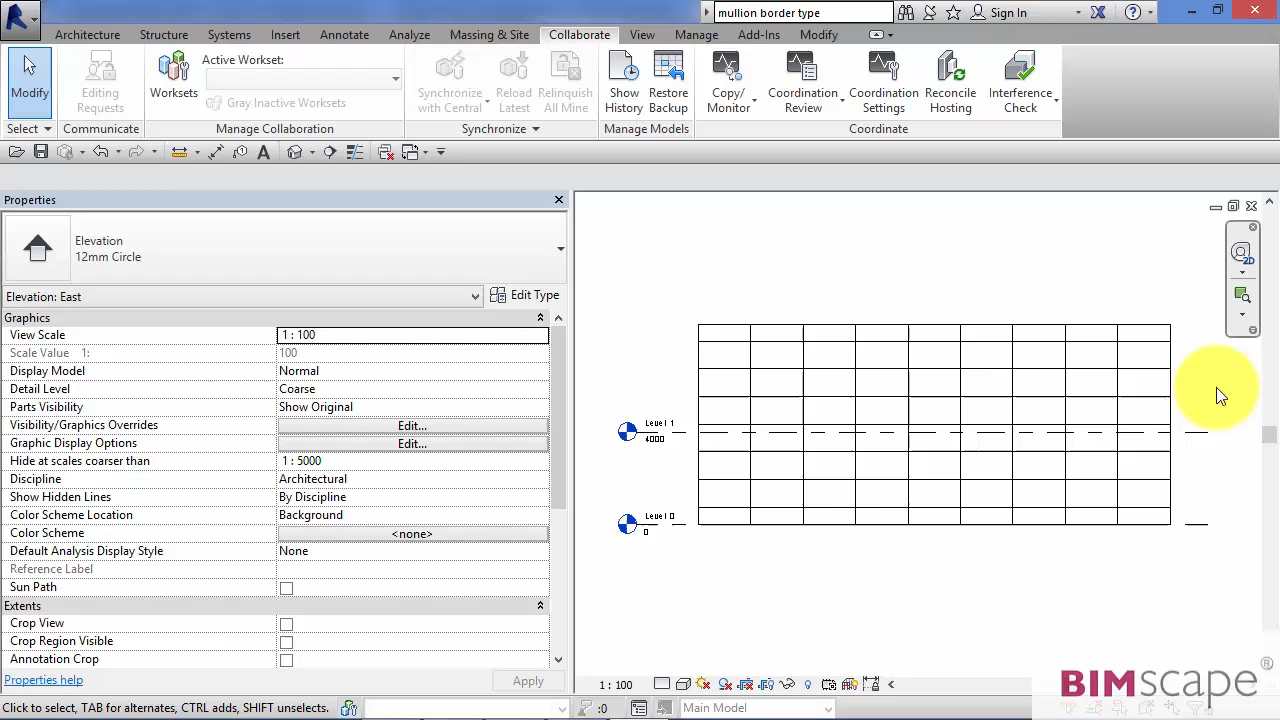 mullion border type
Sign In
Architecture Structure Systems Insert Annotate Analyze Massing & Site Collaborate View Manage Add-Ins Modify
Modify
Editing
Requests
Worksets
Active Workset:
Gray Inactive Worksets
Synchronize
with Central
Reload
Latest
Relinquish
All Mine
Show
History
Restore
Backup
Copy/
Monitor
Coordination
Review
Coordination
Settings
Reconcile
Hosting
Interference
Check
Select Communicate Manage Collaboration Synchronize Manage Models Coordinate
Properties
Elevation
12mm Circle
Elevation: East
Edit Type
Graphics
View Scale 1 : 100
Scale Value 1: 100
Display Model Normal
Detail Level Coarse
Parts Visibility Show Original
Visibility/Graphics Overrides Edit...
Graphic Display Options Edit...
Hide at scales coarser than 1 : 5000
Discipline Architectural
Show Hidden Lines By Discipline
Color Scheme Location Background
Color Scheme <none>
Default Analysis Display Style None
Reference Label
Sun Path
Extents
Crop View
Crop Region Visible
Annotation Crop
Properties help
Apply
2D
Level 1
4000
Level 0
0
1 : 100
BIMscape®
Click to select, TAB for alternates, CTRL adds, SHIFT unselects.
:0
Main Model